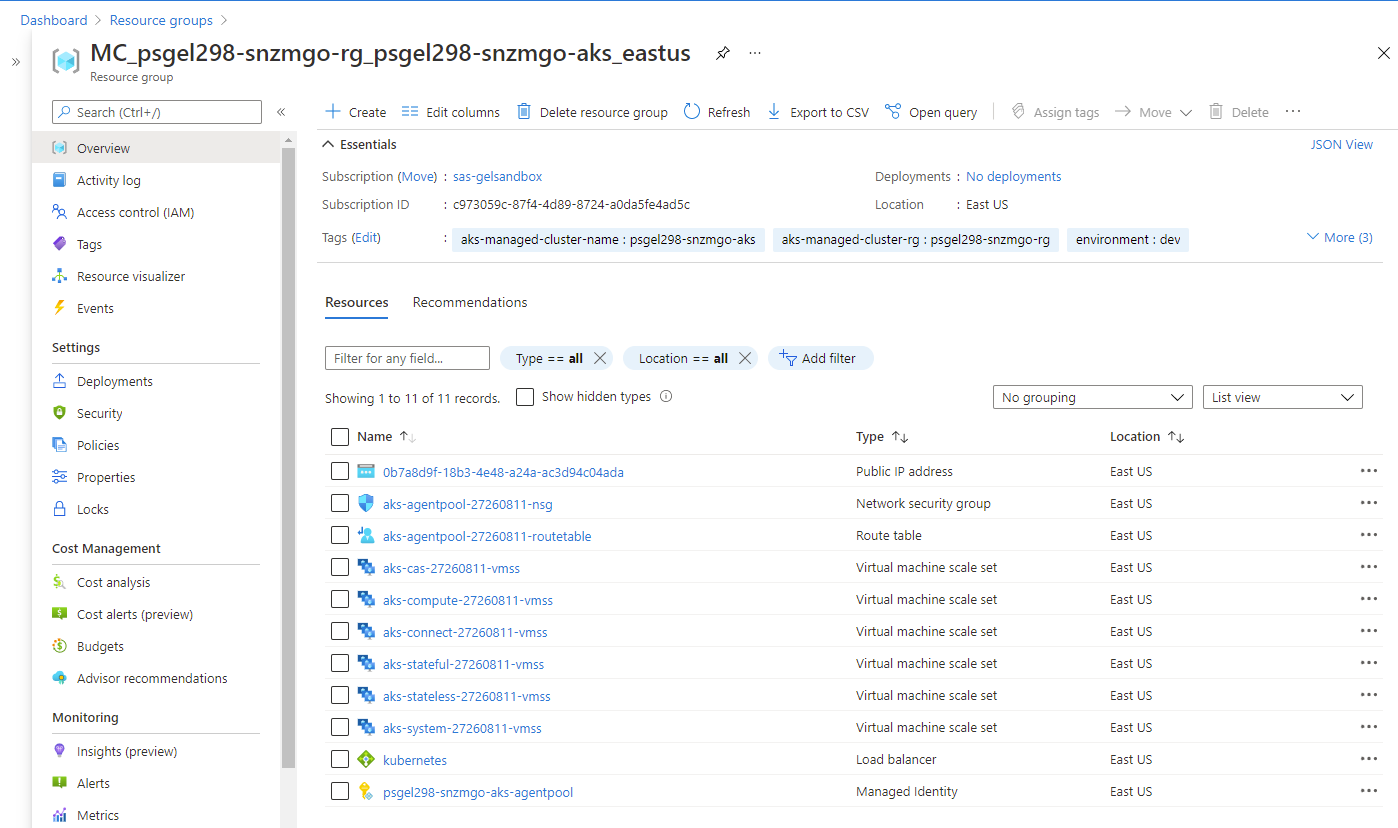 Dashboard > Resource groups >
» MC_psgel298-snzmgo-rg_psgel298-snzmgo-aks_eastus ···
Resource group
Search (Ctrl+/) «
Overview
Activity log
Access control (IAM)
Tags
Resource visualizer
Events
Settings
Deployments
Security
Policies
Properties
Locks
Cost Management
Cost analysis
Cost alerts (preview)
Budgets
Advisor recommendations
Monitoring
Insights (preview)
Alerts
Metrics
Create Edit columns Delete resource group Refresh Export to CSV Open query Assign tags Move Delete ···
Essentials JSON View
Subscription (Move) : sas-gelsandbox Deployments : No deployments
Subscription ID : c973059c-87f4-4d89-8724-a0da5fe4ad5c Location : East US
Tags (Edit) : aks-managed-cluster-name : psgel298-snzmgo-aks aks-managed-cluster-rg : psgel298-snzmgo-rg environment : dev More (3)
Resources Recommendations
Filter for any field... Type == all Location == all Add filter
Showing 1 to 11 of 11 records. Show hidden types No grouping List view
Name Type Location
0b7a8d9f-18b3-4e48-a24a-ac3d94c04ada Public IP address East US ···
aks-agentpool-27260811-nsg Network security group East US ···
aks-agentpool-27260811-routetable Route table East US ···
aks-cas-27260811-vmss Virtual machine scale set East US ···
aks-compute-27260811-vmss Virtual machine scale set East US ···
aks-connect-27260811-vmss Virtual machine scale set East US ···
aks-stateful-27260811-vmss Virtual machine scale set East US ···
aks-stateless-27260811-vmss Virtual machine scale set East US ···
aks-system-27260811-vmss Virtual machine scale set East US ···
kubernetes Load balancer East US ···
psgel298-snzmgo-aks-agentpool Managed Identity East US ···